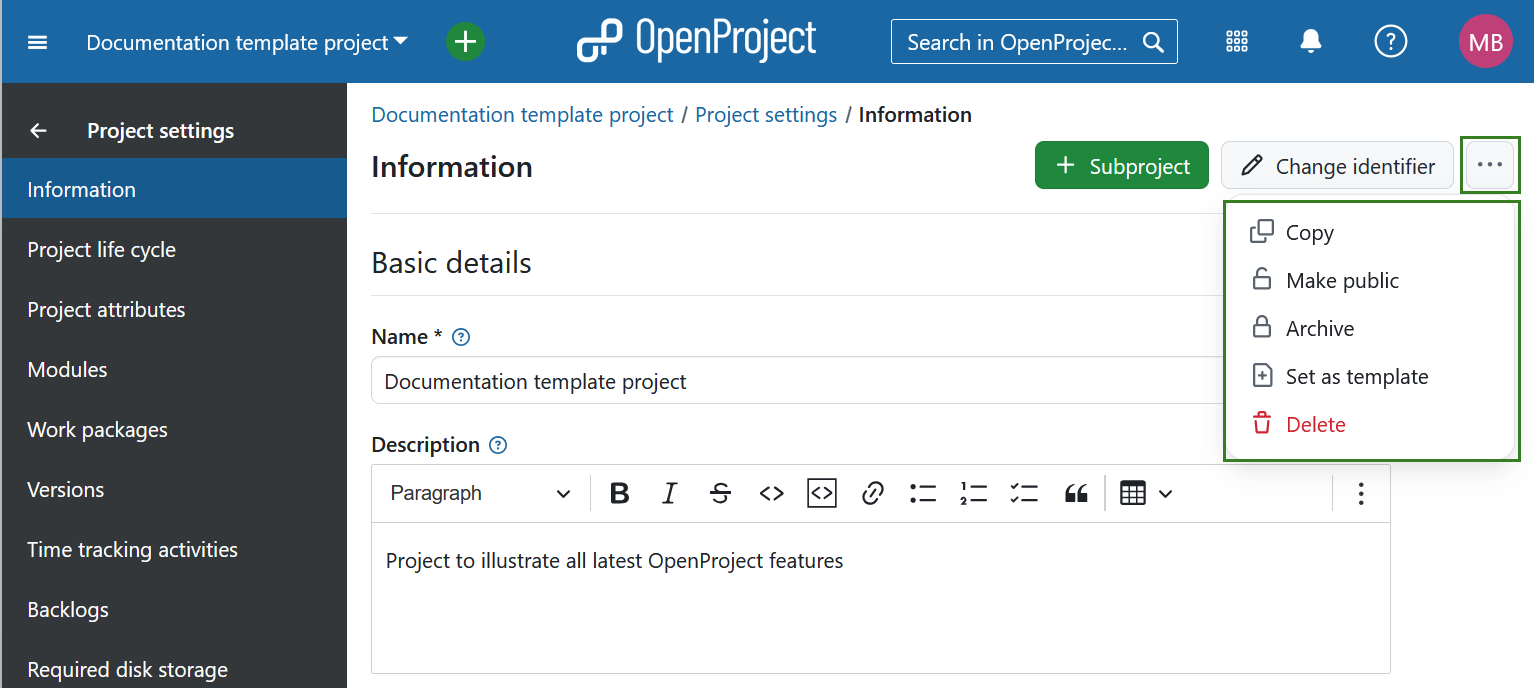 Documentation template project
OpenProject
Search in OpenProjec...
MB
Project settings
Information
Project life cycle
Project attributes
Modules
Work packages
Versions
Time tracking activities
Backlogs
Required disk storage
Documentation template project / Project settings / Information
Information
+ Subproject
Change identifier
...
Copy
Make public
Archive
Set as template
Delete
Basic details
Name *
Documentation template project
Description
Paragraph
Project to illustrate all latest OpenProject features